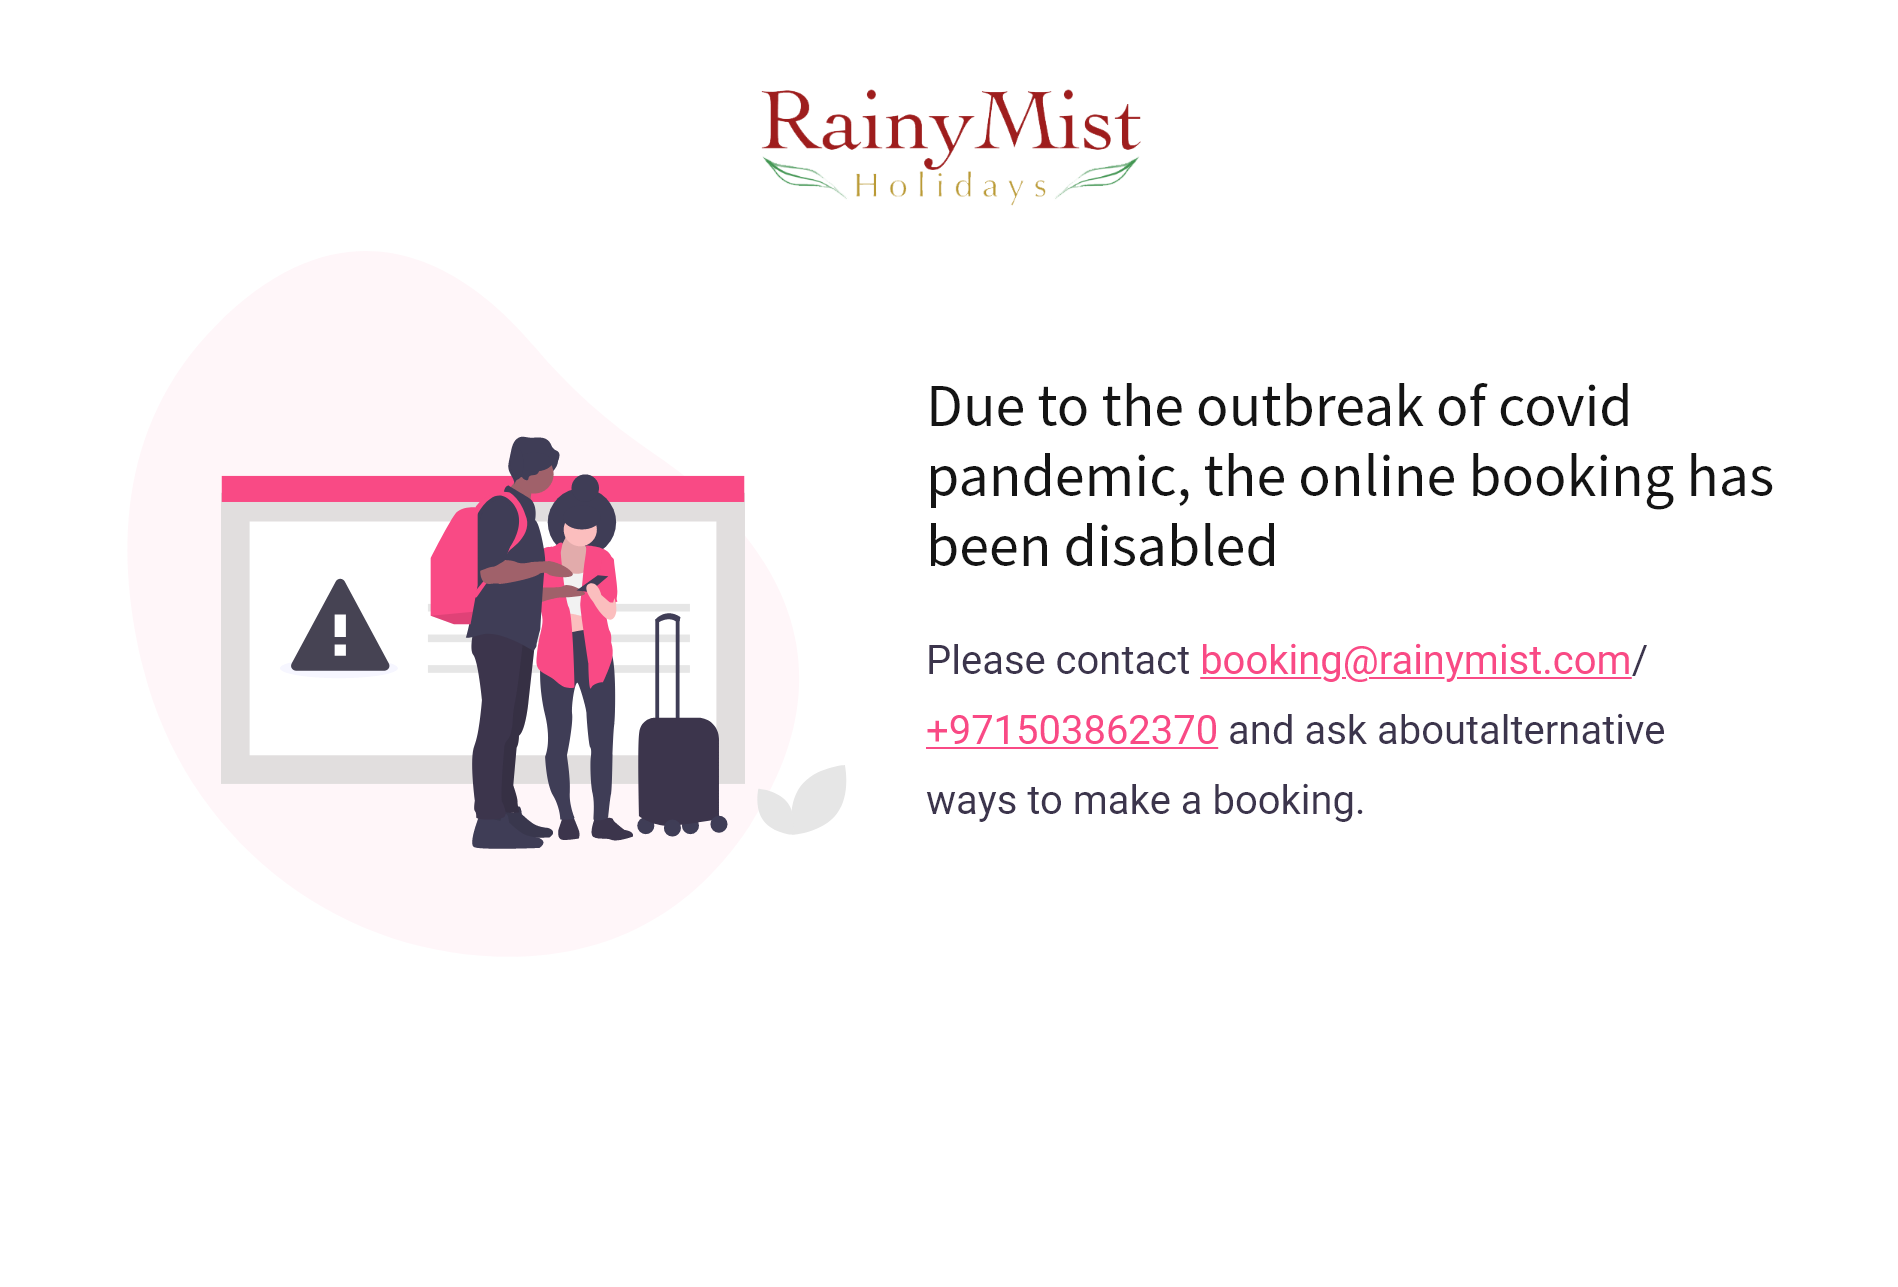 RainyMist
Holidays
Due to the outbreak of covid
pandemic, the online booking has
been disabled
Please contact booking@rainymist.com/
+971503862370 and ask aboutalternative
ways to make a booking.